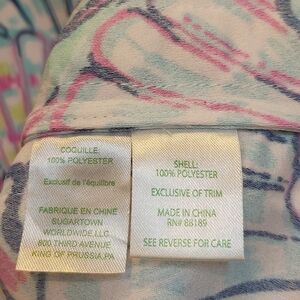 COQUILLE:
100% POLYESTER
Exclusif de l'équilibre
FABRIQUE EN CHINE
SUGARTOWN
WORLDWIDE,LLC
800 THIRD AVENUE
KING OF PRUSSIA,PA
SHELL:
100% POLYESTER
EXCLUSIVE OF TRIM
MADE IN CHINA
RN# 88189
SEE REVERSE FOR CARE